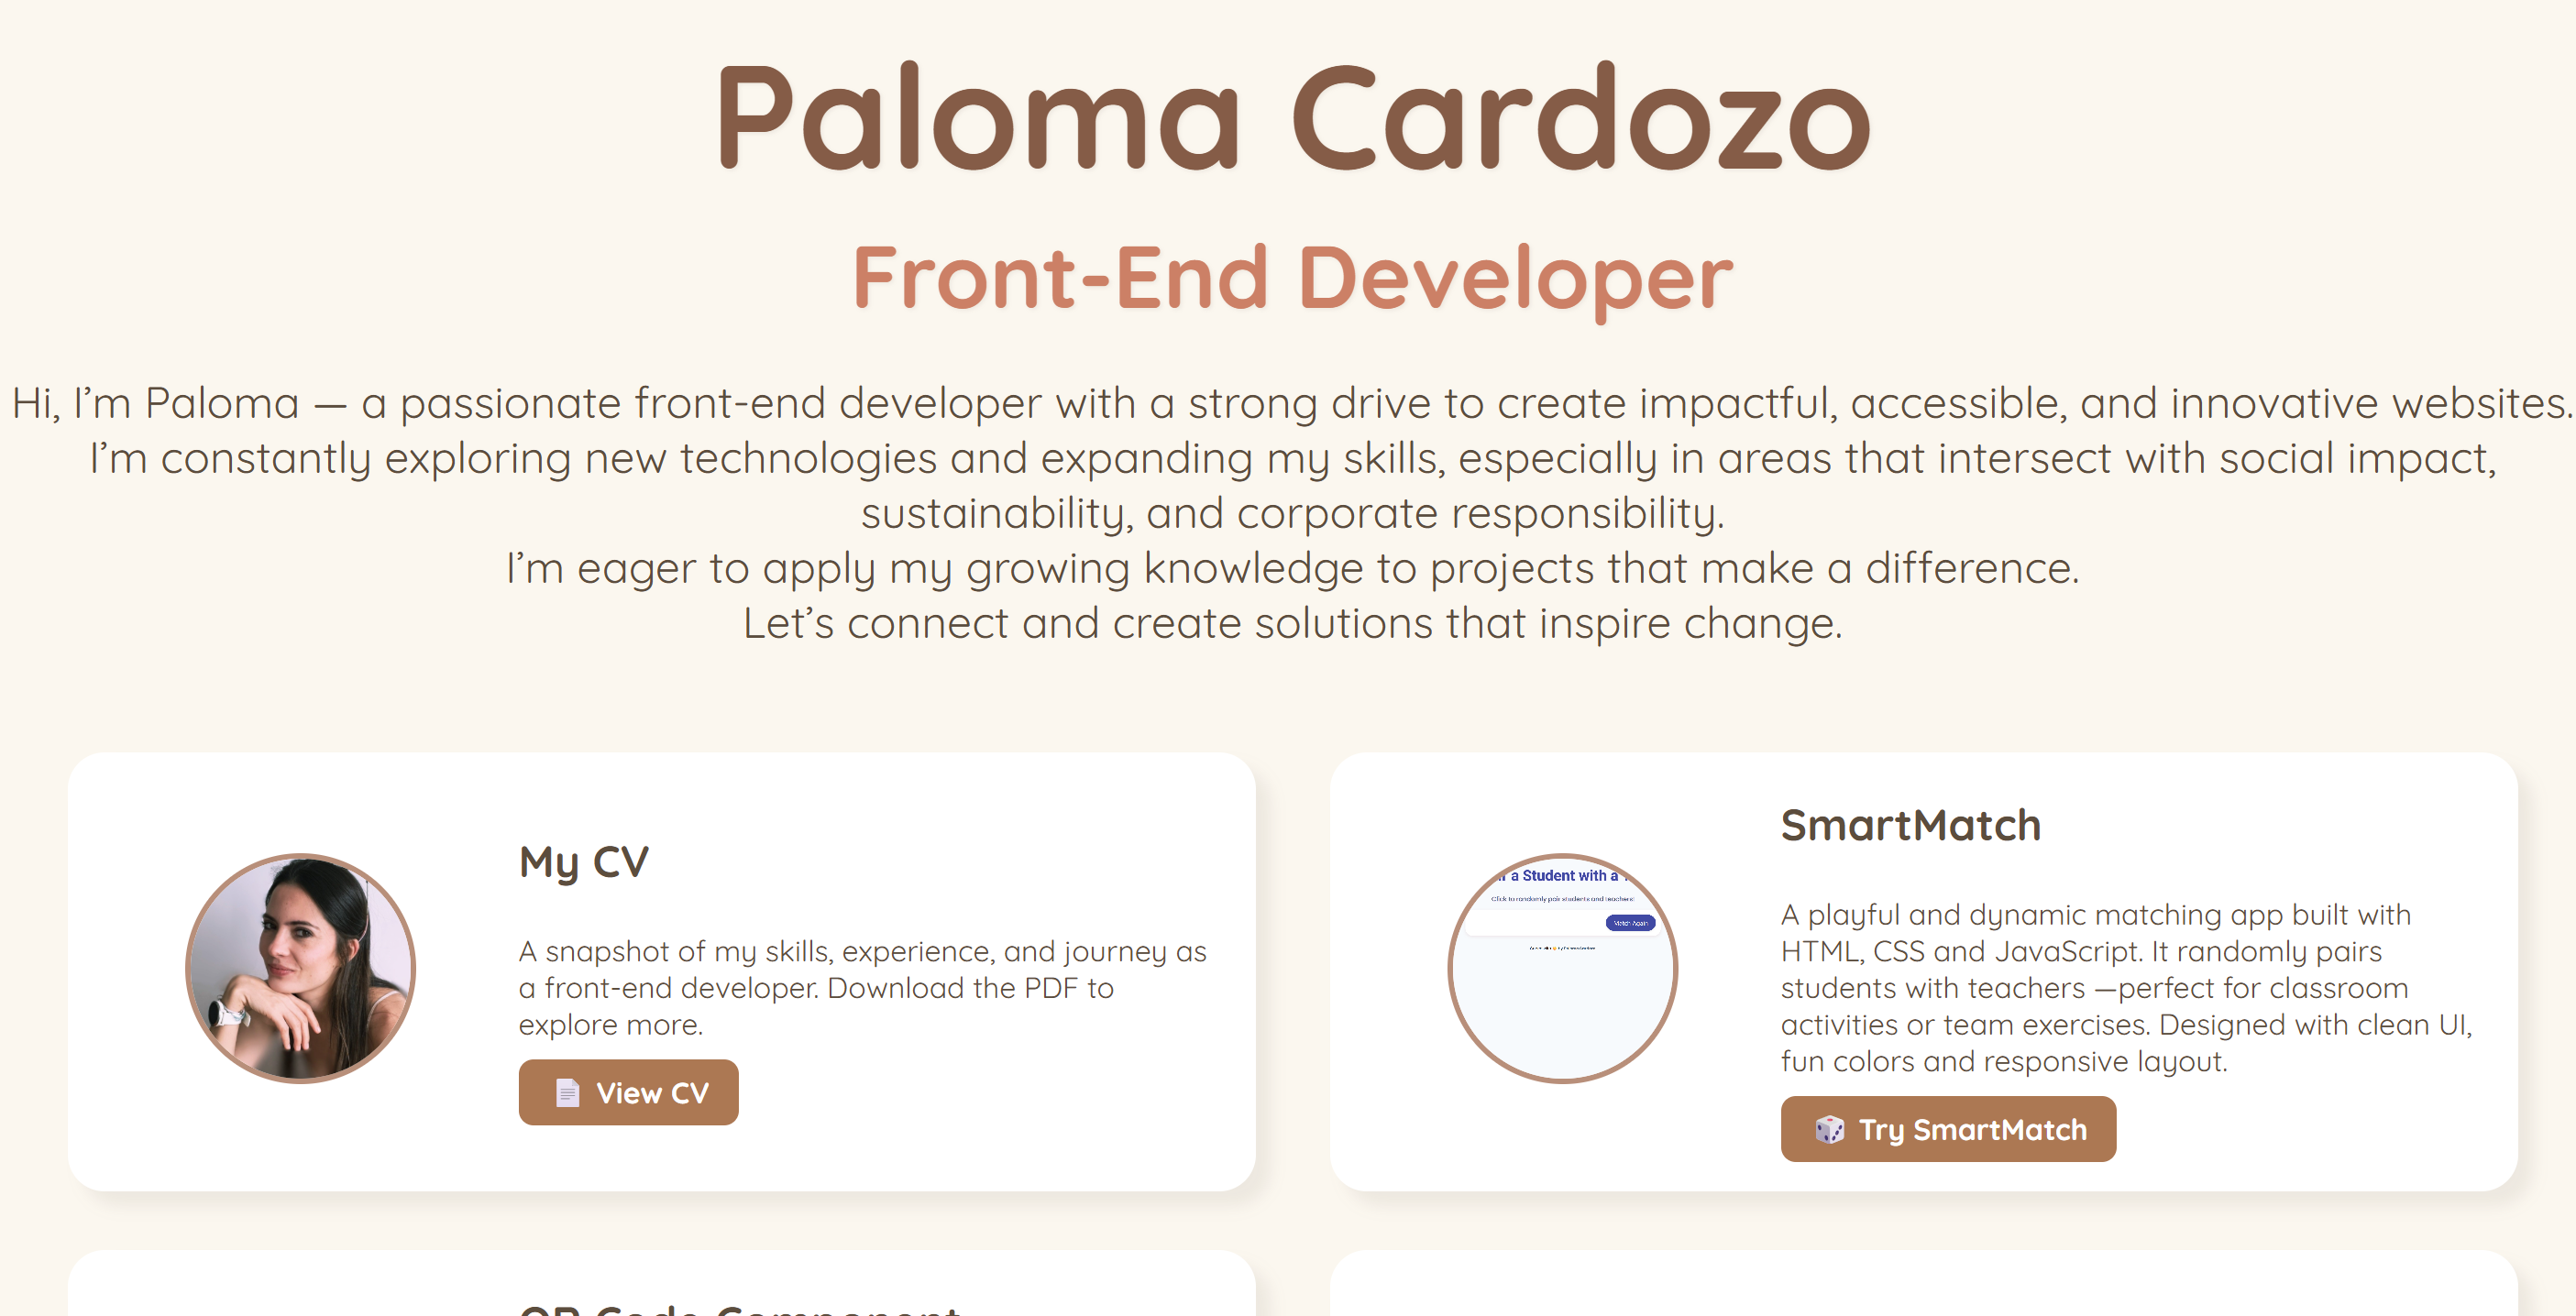 Paloma Cardozo
Front-End Developer
Hi, I’m Paloma — a passionate front-end developer with a strong drive to create impactful, accessible, and innovative websites.
I’m constantly exploring new technologies and expanding my skills, especially in areas that intersect with social impact,
sustainability, and corporate responsibility.
I’m eager to apply my growing knowledge to projects that make a difference.
Let’s connect and create solutions that inspire change.
My CV
A snapshot of my skills, experience, and journey as
a front-end developer. Download the PDF to
explore more.
View CV
a Student with a
Click to randomly pair students and teachers!
Match Again
SmartMatch
A playful and dynamic matching app built with
HTML, CSS and JavaScript. It randomly pairs
students with teachers —perfect for classroom
activities or team exercises. Designed with clean UI,
fun colors and responsive layout.
Try SmartMatch
QR Code Component